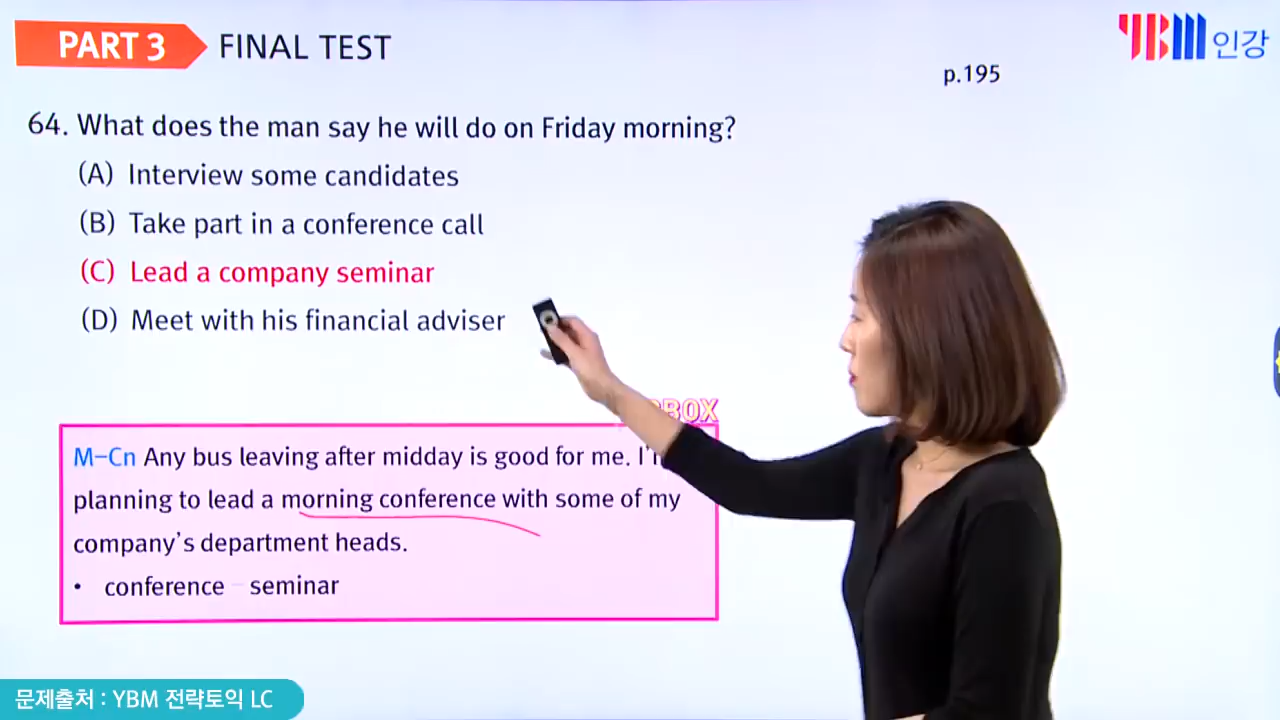 PART 3
FINAL TEST
YBM 인강
p.195
64. What does the man say he will do on Friday morning?
(A) Interview some candidates
(B) Take part in a conference call
(C) Lead a company seminar
(D) Meet with his financial adviser
BOX
M-Cn Any bus leaving after midday is good for me.
planning to lead a morning conference with some of my
company's department heads.
• conference – seminar
문제출처 : YBM 전략토익 LC